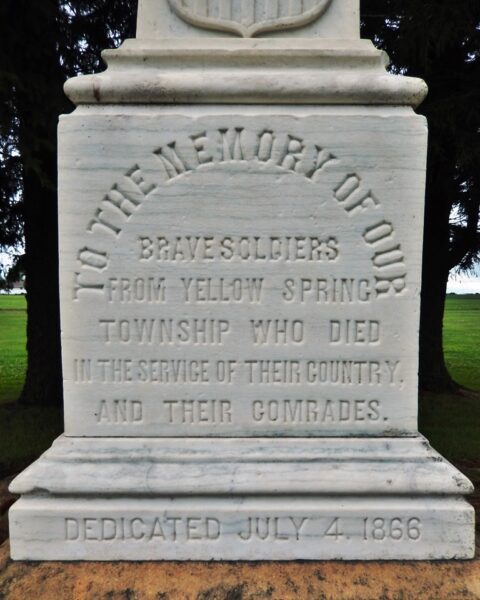 TO THE MEMORY OF OUR
BRAVE SOLDIERS
FROM YELLOW SPRING
TOWNSHIP WHO DIED
IN THE SERVICE OF THEIR COUNTRY,
AND THEIR COMRADES.
DEDICATED JULY 4, 1866